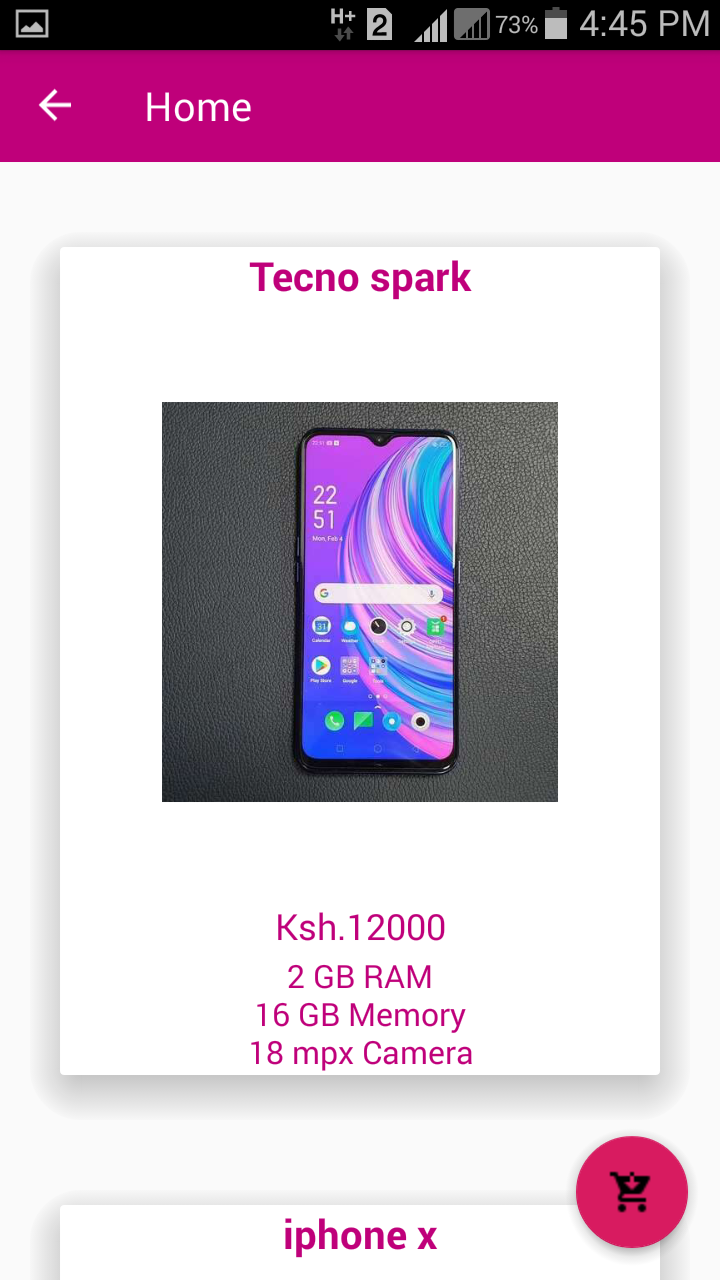 H+ 2 73% 4:45 PM
Home
Tecno spark
22
51
Mon, Feb 4
Calendar Weather
Play Store Google
Ksh.12000
2 GB RAM
16 GB Memory
18 mpx Camera
iphone x